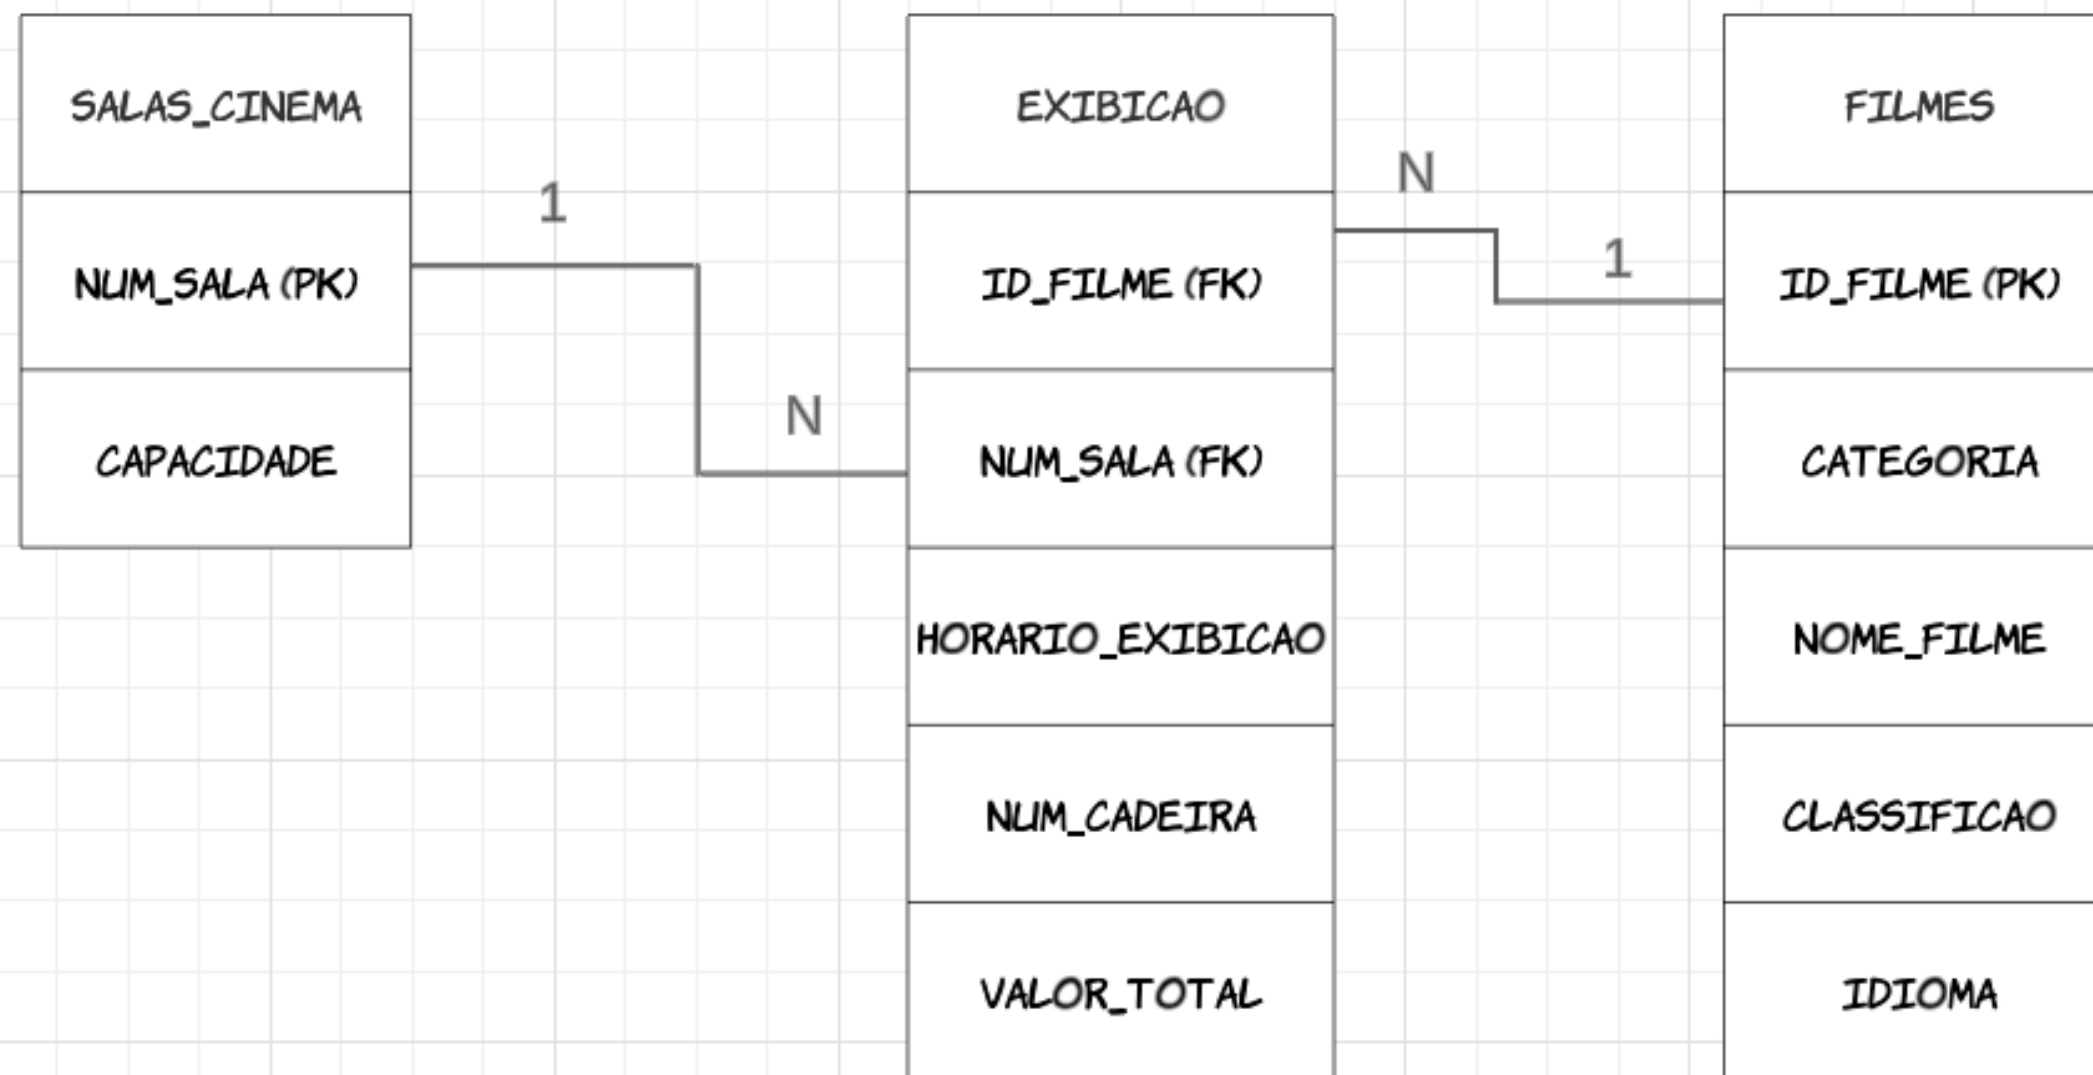 SALAS_CINEMA
NUM_SALA (PK)
CAPACIDADE
1
N
EXIBICAO
ID_FILME (FK)
NUM_SALA (FK)
HORARIO_EXIBICAO
NUM_CADEIRA
VALOR_TOTAL
N
1
FILMES
ID_FILME (PK)
CATEGORIA
NOME_FILME
CLASSIFICAO
IDIOMA